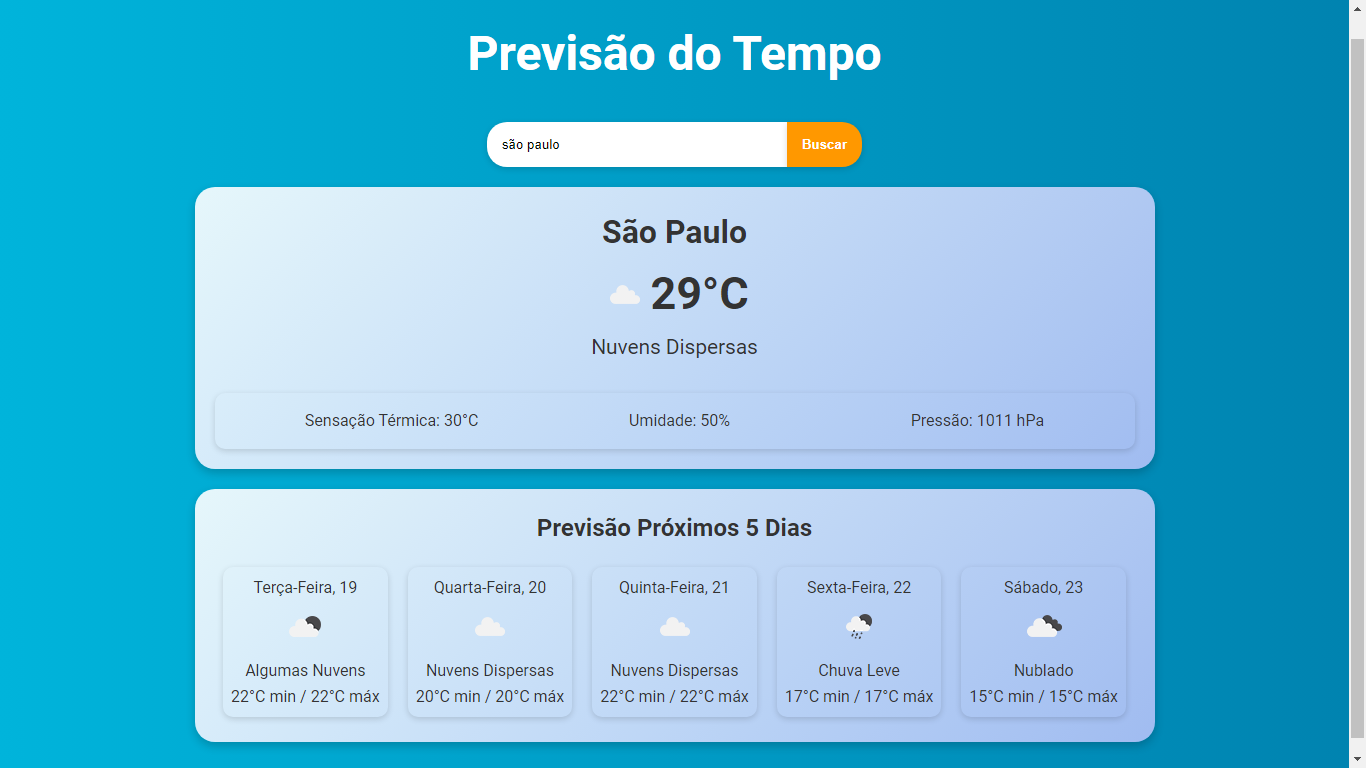 Previsão do Tempo
são paulo
Buscar
São Paulo
29°C
Nuvens Dispersas
Sensação Térmica: 30°C
Umidade: 50%
Pressão: 1011 hPa
Previsão Próximos 5 Dias
Terça-Feira, 19
Algumas Nuvens
22°C min / 22°C máx
Quarta-Feira, 20
Nuvens Dispersas
20°C min / 20°C máx
Quinta-Feira, 21
Nuvens Dispersas
22°C min / 22°C máx
Sexta-Feira, 22
Chuva Leve
17°C min / 17°C máx
Sábado, 23
Nublado
15°C min / 15°C máx